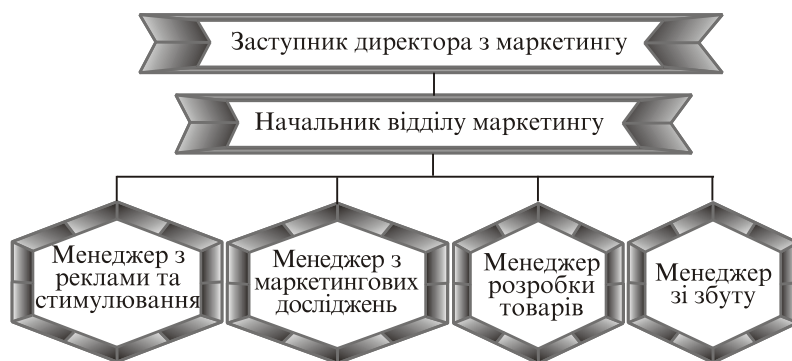 Заступник директора з маркетингу
Начальник відділу маркетингу
Менеджер з
реклами та
стимулювання
Менеджер з
маркетингових
досліджень
Менеджер
розробки
товарів
Менеджер
зі збуту